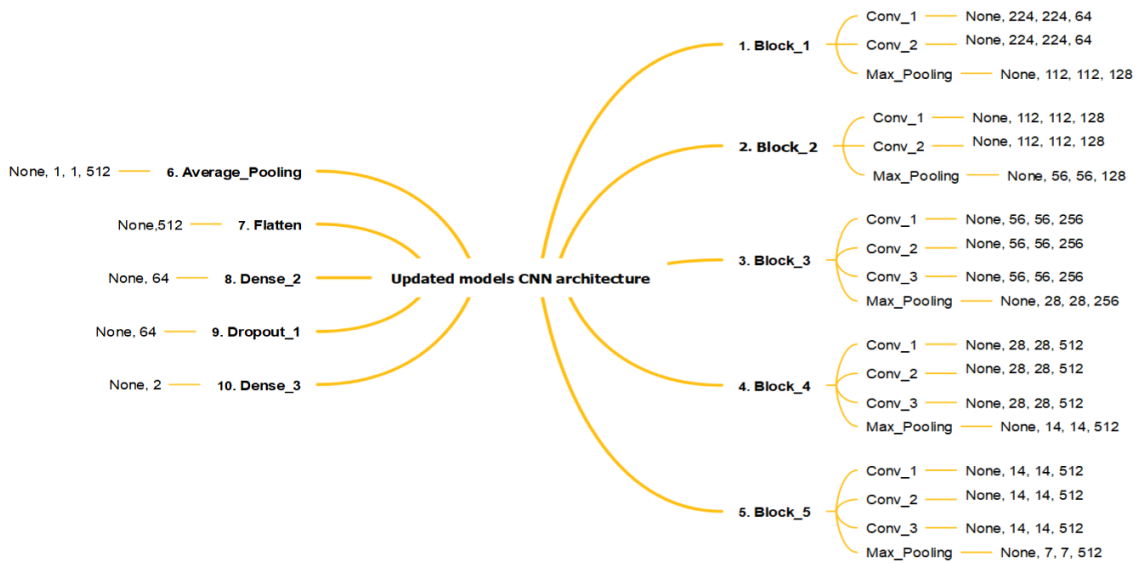 Updated models CNN architecture
1. Block_1
Conv_1 None, 224, 224, 64
Conv_2 None, 224, 224, 64
Max_Pooling None, 112, 112, 128
2. Block_2
Conv_1 None, 112, 112, 128
Conv_2 None, 112, 112, 128
Max_Pooling None, 56, 56, 128
3. Block_3
Conv_1 None, 56, 56, 256
Conv_2 None, 56, 56, 256
Conv_3 None, 56, 56, 256
Max_Pooling None, 28, 28, 256
4. Block_4
Conv_1 None, 28, 28, 512
Conv_2 None, 28, 28, 512
Conv_3 None, 28, 28, 512
Max_Pooling None, 14, 14, 512
5. Block_5
Conv_1 None, 14, 14, 512
Conv_2 None, 14, 14, 512
Conv_3 None, 14, 14, 512
Max_Pooling None, 7, 7, 512
None, 1, 1, 512 6. Average_Pooling
None,512 7. Flatten
None, 64 8. Dense_2
None, 64 9. Dropout_1
None, 2 10. Dense_3